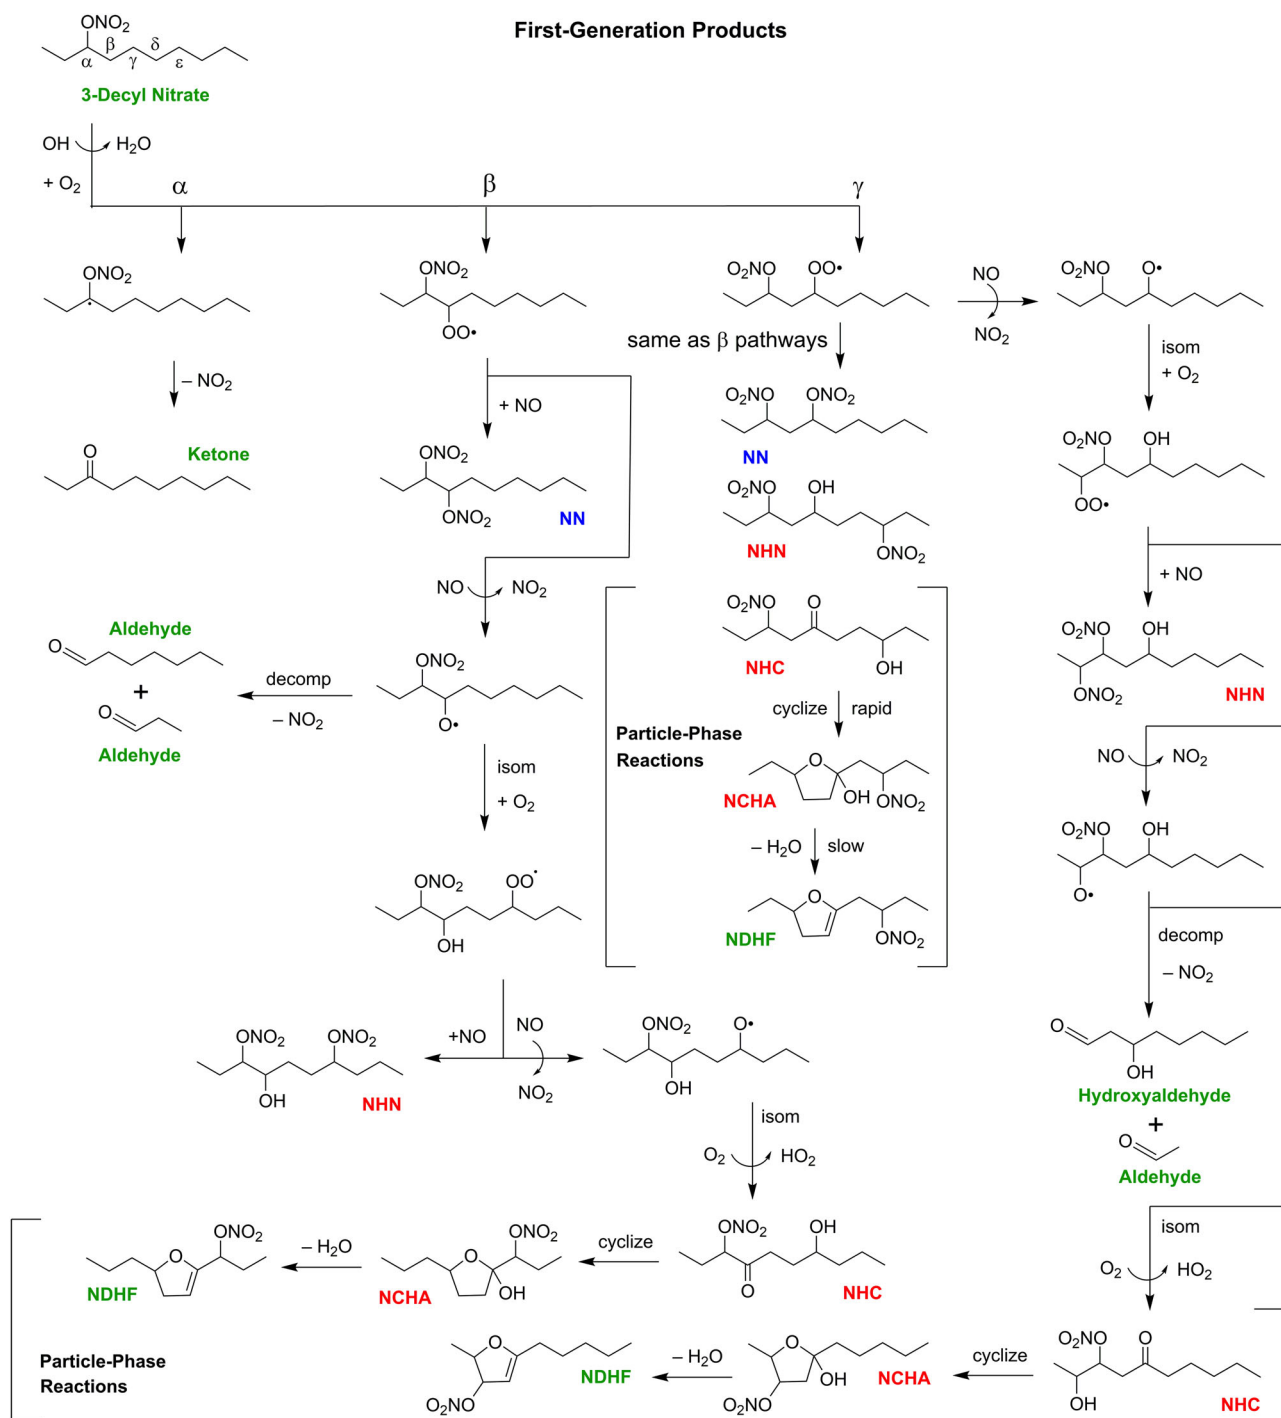 First-Generation Products
ONO2
α
β
γ
δ
ε
3-Decyl Nitrate
OH
H2O
+ O2
α
β
γ
ONO2
ONO2
OO•
O2NO
OO•
NO
NO2
O2NO
O•
– NO2
same as β pathways
isom
+ O2
+ NO
O
Ketone
ONO2
ONO2
NN
O2NO
ONO2
NN
O2NO
OH
OO•
O2NO
OH
ONO2
NHN
+ NO
NO
NO2
O2NO
O
OH
NHC
O2NO
OH
ONO2
NHN
Aldehyde
O
+
O
Aldehyde
decomp
– NO2
ONO2
O•
cyclize
rapid
Particle-Phase
Reactions
O
OH
ONO2
NCHA
NO
NO2
isom
+ O2
– H2O
slow
O2NO
OH
O•
O
ONO2
NDHF
ONO2
OO•
OH
decomp
– NO2
ONO2
ONO2
OH
NHN
+NO
NO
NO2
ONO2
O•
OH
O
OH
Hydroxyaldehyde
+
O
Aldehyde
isom
O2
HO2
ONO2
O
NDHF
– H2O
ONO2
O
OH
NCHA
cyclize
ONO2
OH
O
NHC
isom
O2
HO2
Particle-Phase
Reactions
O
O2NO
NDHF
– H2O
O
OH
O2NO
NCHA
cyclize
O2NO
O
OH
NHC